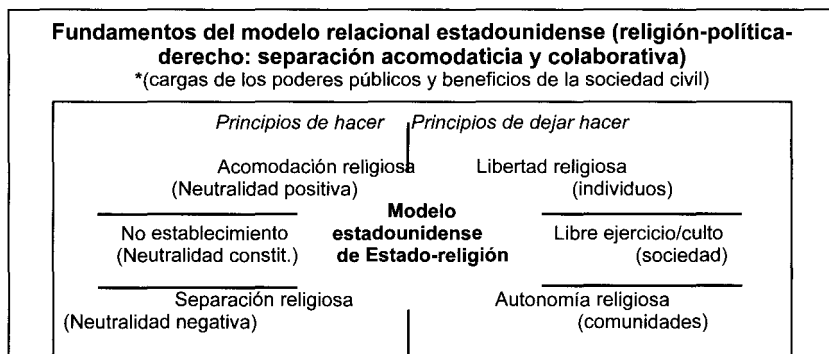 Fundamentos del modelo relacional estadounidense (religión-política-
derecho: separación acomodaticia y colaborativa)
*(cargas de los poderes públicos y beneficios de la sociedad civil)
Principios de hacer Principios de dejar hacer
Acomodación religiosa Libertad religiosa
(Neutralidad positiva) (individuos)
Modelo
No establecimiento estadounidense Libre ejercicio/culto
(Neutralidad constit.) de Estado-religión (sociedad)
Separación religiosa Autonomía religiosa
(Neutralidad negativa) (comunidades)